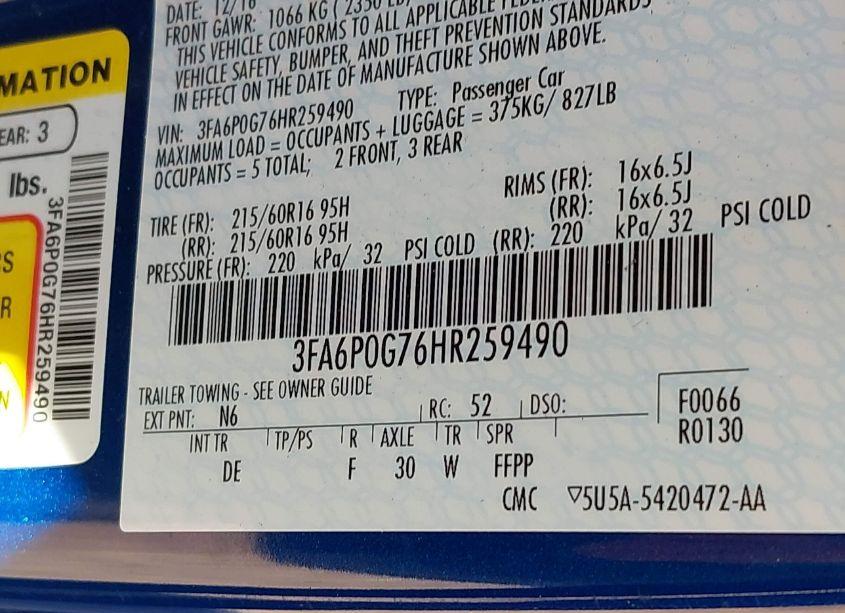 DATE: 12/16
FRONT GAWR: 1066 KG ( 2350 LB)
THIS VEHICLE CONFORMS TO ALL APPLICABLE
VEHICLE SAFETY, BUMPER, AND THEFT PREVENTION STANDARDS
IN EFFECT ON THE DATE OF MANUFACTURE SHOWN ABOVE.
VIN: 3FA6P0G76HR259490 TYPE: Passenger Car
MAXIMUM LOAD = OCCUPANTS + LUGGAGE = 375KG/ 827LB
OCCUPANTS = 5 TOTAL; 2 FRONT, 3 REAR
TIRE (FR): 215/60R16 95H RIMS (FR): 16x6.5J
(RR): 215/60R16 95H (RR): 16x6.5J
PRESSURE (FR): 220 kPa/ 32 PSI COLD (RR): 220 kPa/ 32 PSI COLD
3FA6P0G76HR259490
TRAILER TOWING - SEE OWNER GUIDE
EXT PNT: N6 RC: 52 DSO: F0066
R0130
INT TR TP/PS R AXLE TR SPR
DE F 30 W FFPP
CMC ▽5U5A-5420472-AA
MATION
EAR: 3
lbs.
3FA6P0G76HR259490
S
R
N